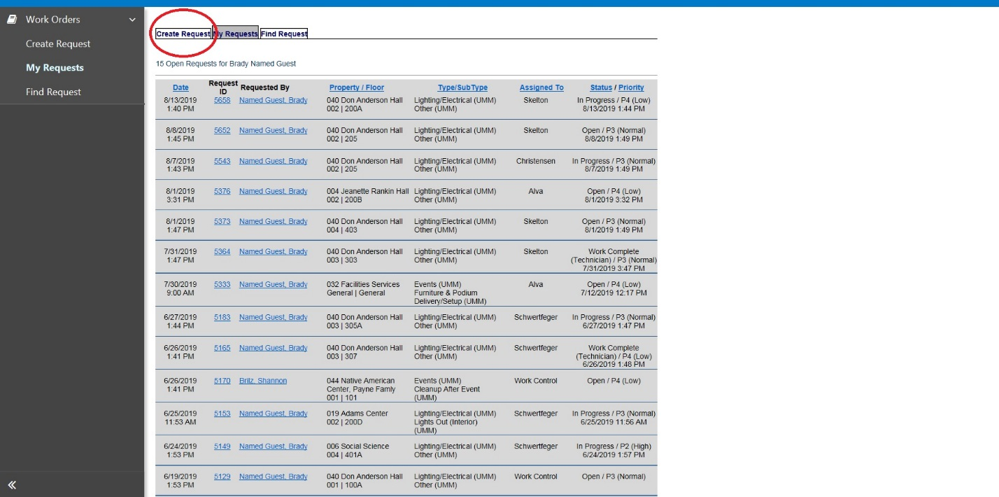 Work Orders
Create Request
My Requests
Find Request
Create Request My Requests Find Request
15 Open Requests for Brady Named Guest
Date Request ID Requested By Property / Floor Type/SubType Assigned To Status / Priority
8/13/2019 5658 Named Guest, Brady 040 Don Anderson Hall Lighting/Electrical (UMM) Skelton In Progress / P4 (Low)
1:40 PM 002 | 200A Other (UMM) 8/13/2019 1:44 PM
8/8/2019 5652 Named Guest, Brady 040 Don Anderson Hall Lighting/Electrical (UMM) Skelton Open / P3 (Normal)
1:45 PM 002 | 205 Other (UMM) 8/8/2019 1:49 PM
8/7/2019 5543 Named Guest, Brady 040 Don Anderson Hall Lighting/Electrical (UMM) Christensen In Progress / P3 (Normal)
1:43 PM 002 | 205 Other (UMM) 8/7/2019 1:49 PM
8/1/2019 5376 Named Guest, Brady 004 Jeanette Rankin Hall Lighting/Electrical (UMM) Alva Open / P4 (Low)
3:31 PM 002 | 200B Other (UMM) 8/1/2019 3:32 PM
8/1/2019 5373 Named Guest, Brady 040 Don Anderson Hall Lighting/Electrical (UMM) Skelton Open / P3 (Normal)
1:47 PM 004 | 403 Other (UMM) 8/1/2019 1:49 PM
7/31/2019 5364 Named Guest, Brady 040 Don Anderson Hall Lighting/Electrical (UMM) Skelton Work Complete
1:47 PM 003 | 303 Other (UMM) (Technician) / P3 (Normal)
7/31/2019 3:47 PM
7/30/2019 5333 Named Guest, Brady 032 Facilities Services Events (UMM) Alva Open / P4 (Low)
9:00 AM General | General Furniture & Podium 7/12/2019 12:17 PM
Delivery/Setup (UMM)
6/27/2019 5183 Named Guest, Brady 040 Don Anderson Hall Lighting/Electrical (UMM) Schwertfeger In Progress / P3 (Normal)
1:44 PM 003 | 305A Other (UMM) 6/27/2019 1:47 PM
6/26/2019 5165 Named Guest, Brady 040 Don Anderson Hall Lighting/Electrical (UMM) Schwertfeger Work Complete
1:41 PM 003 | 307 Other (UMM) (Technician) / P4 (Low)
6/26/2019 1:48 PM
6/26/2019 5170 Brilz, Shannon 044 Native American Events (UMM) Work Control Open / P4 (Low)
1:41 PM Center, Payne Famly Cleanup After Event
001 | 101 (UMM)
6/25/2019 5153 Named Guest, Brady 019 Adams Center Lighting/Electrical (UMM) Schwertfeger In Progress / P3 (Normal)
11:53 AM 002 | 200D Lights Out (Interior) 6/25/2019 11:56 AM
(UMM)
6/24/2019 5149 Named Guest, Brady 006 Social Science Lighting/Electrical (UMM) Schwertfeger In Progress / P2 (High)
1:53 PM 004 | 401A Other (UMM) 6/24/2019 1:57 PM
6/19/2019 5129 Named Guest, Brady 040 Don Anderson Hall Lighting/Electrical (UMM) Work Control Open / P3 (Normal)
1:53 PM 001 | 100A Other (UMM)